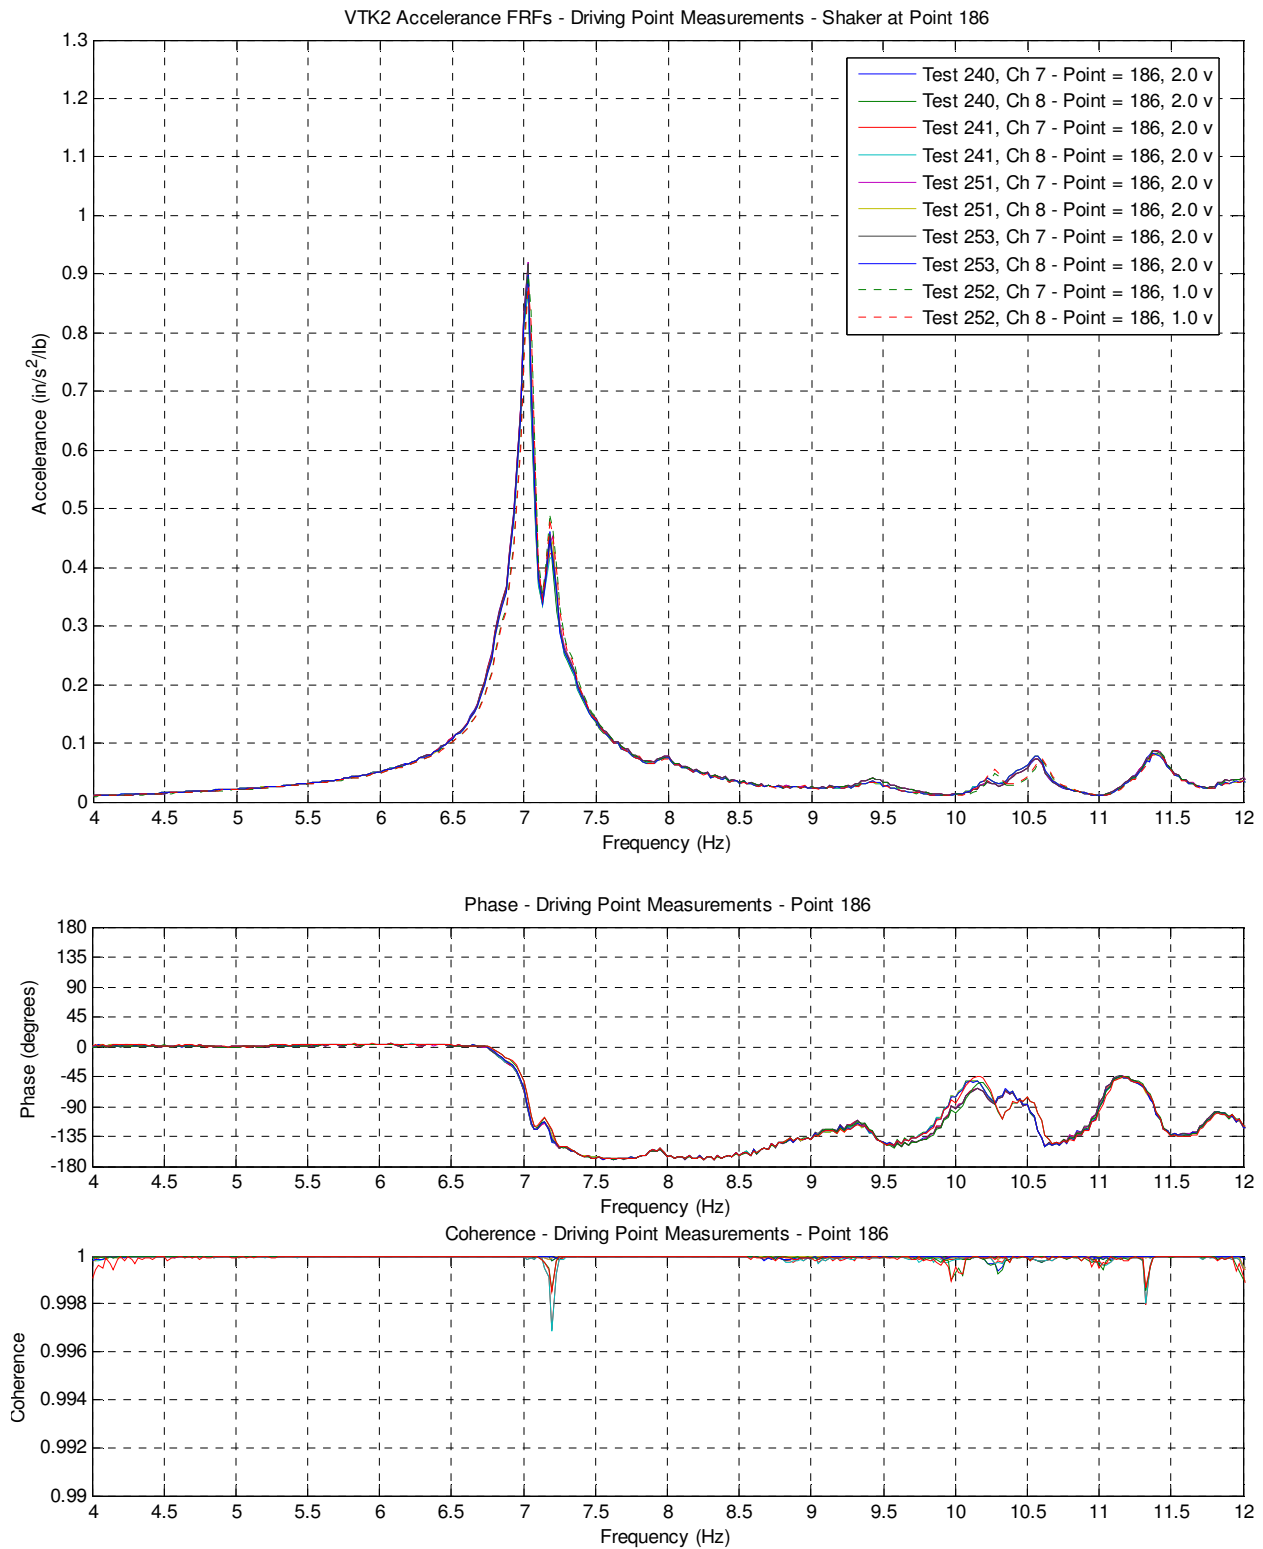 VTK2 Accelerance FRFs - Driving Point Measurements - Shaker at Point 186
1.3
1.2
1.1
1
0.9
0.8
0.7
0.6
0.5
0.4
0.3
0.2
0.1
0
Accelerance (in/s²/lb)
Test 240, Ch 7 - Point = 186, 2.0 v
Test 240, Ch 8 - Point = 186, 2.0 v
Test 241, Ch 7 - Point = 186, 2.0 v
Test 241, Ch 8 - Point = 186, 2.0 v
Test 251, Ch 7 - Point = 186, 2.0 v
Test 251, Ch 8 - Point = 186, 2.0 v
Test 253, Ch 7 - Point = 186, 2.0 v
Test 253, Ch 8 - Point = 186, 2.0 v
Test 252, Ch 7 - Point = 186, 1.0 v
Test 252, Ch 8 - Point = 186, 1.0 v
4 4.5 5 5.5 6 6.5 7 7.5 8 8.5 9 9.5 10 10.5 11 11.5 12
Frequency (Hz)
Phase - Driving Point Measurements - Point 186
180
135
90
45
0
-45
-90
-135
-180
Phase (degrees)
4 4.5 5 5.5 6 6.5 7 7.5 8 8.5 9 9.5 10 10.5 11 11.5 12
Frequency (Hz)
Coherence - Driving Point Measurements - Point 186
1
0.998
0.996
0.994
0.992
0.99
Coherence
4 4.5 5 5.5 6 6.5 7 7.5 8 8.5 9 9.5 10 10.5 11 11.5 12
Frequency (Hz)